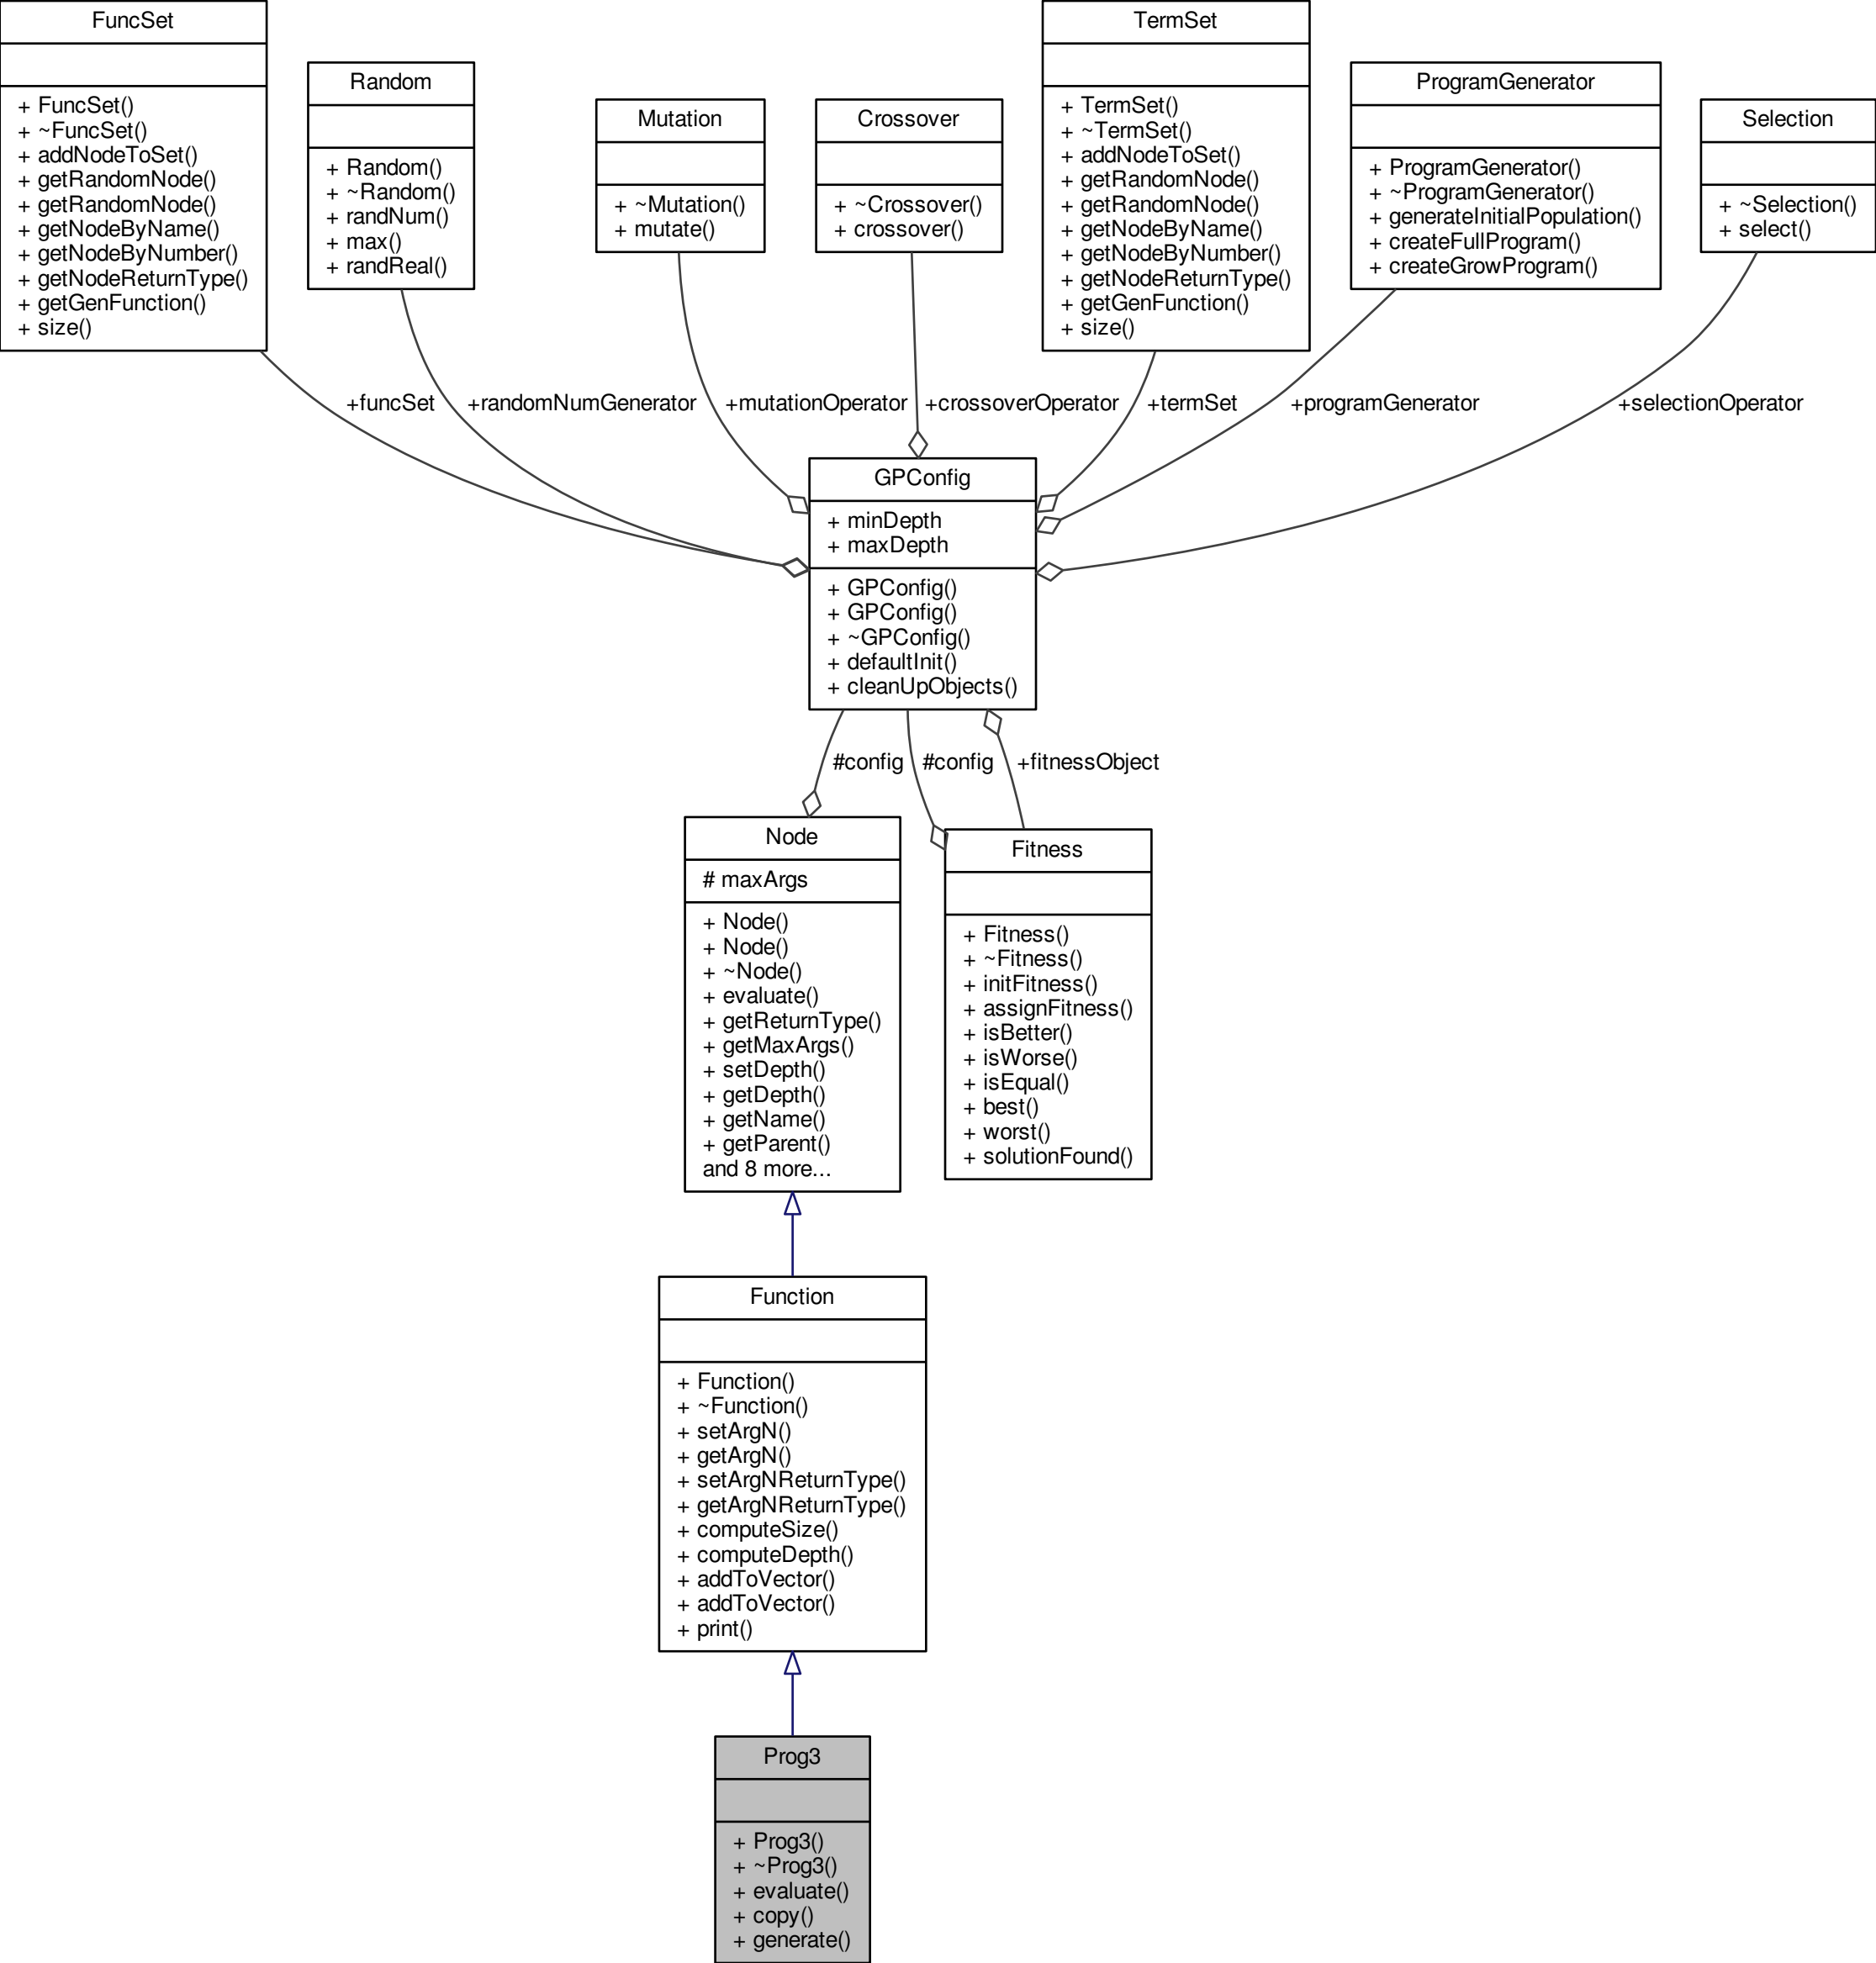 FuncSet
+ FuncSet()
+ ~FuncSet()
+ addNodeToSet()
+ getRandomNode()
+ getRandomNode()
+ getNodeByName()
+ getNodeByNumber()
+ getNodeReturnType()
+ getGenFunction()
+ size()
Random
+ Random()
+ ~Random()
+ randNum()
+ max()
+ randReal()
Mutation
+ ~Mutation()
+ mutate()
Crossover
+ ~Crossover()
+ crossover()
TermSet
+ TermSet()
+ ~TermSet()
+ addNodeToSet()
+ getRandomNode()
+ getRandomNode()
+ getNodeByName()
+ getNodeByNumber()
+ getNodeReturnType()
+ getGenFunction()
+ size()
ProgramGenerator
+ ProgramGenerator()
+ ~ProgramGenerator()
+ generateInitialPopulation()
+ createFullProgram()
+ createGrowProgram()
Selection
+ ~Selection()
+ select()
+funcSet
+randomNumGenerator
+mutationOperator
+crossoverOperator
+termSet
+programGenerator
+selectionOperator
GPConfig
+ minDepth
+ maxDepth
+ GPConfig()
+ GPConfig()
+ ~GPConfig()
+ defaultInit()
+ cleanUpObjects()
#config
#config
+fitnessObject
Node
# maxArgs
+ Node()
+ Node()
+ ~Node()
+ evaluate()
+ getReturnType()
+ getMaxArgs()
+ setDepth()
+ getDepth()
+ getName()
+ getParent()
and 8 more...
Fitness
+ Fitness()
+ ~Fitness()
+ initFitness()
+ assignFitness()
+ isBetter()
+ isWorse()
+ isEqual()
+ best()
+ worst()
+ solutionFound()
Function
+ Function()
+ ~Function()
+ setArgN()
+ getArgN()
+ setArgNReturnType()
+ getArgNReturnType()
+ computeSize()
+ computeDepth()
+ addToVector()
+ addToVector()
+ print()
Prog3
+ Prog3()
+ ~Prog3()
+ evaluate()
+ copy()
+ generate()